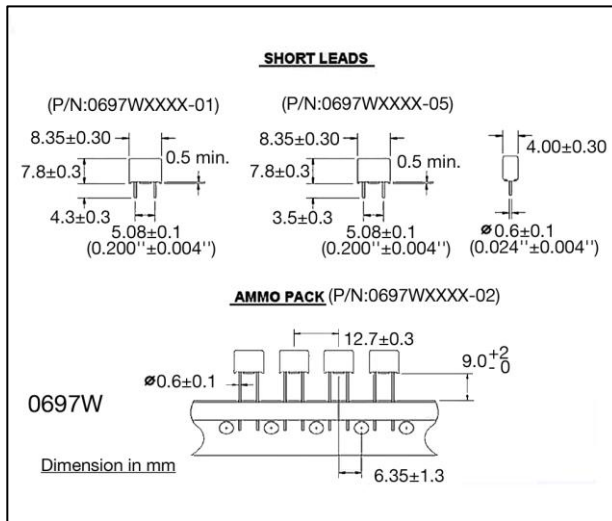 SHORT LEADS
(P/N:0697WXXXX-01)
(P/N:0697WXXXX-05)
8.35±0.30
8.35±0.30
4.00±0.30
7.8±0.3
0.5 min.
7.8±0.3
0.5 min.
4.3±0.3
3.5±0.3
5.08±0.1
(0.200''±0.004'')
5.08±0.1
(0.200''±0.004'')
ø0.6±0.1
(0.024''±0.004'')
AMMO PACK (P/N:0697WXXXX-02)
12.7±0.3
9.0+2
- 0
ø0.6±0.1
0697W
Dimension in mm
6.35±1.3